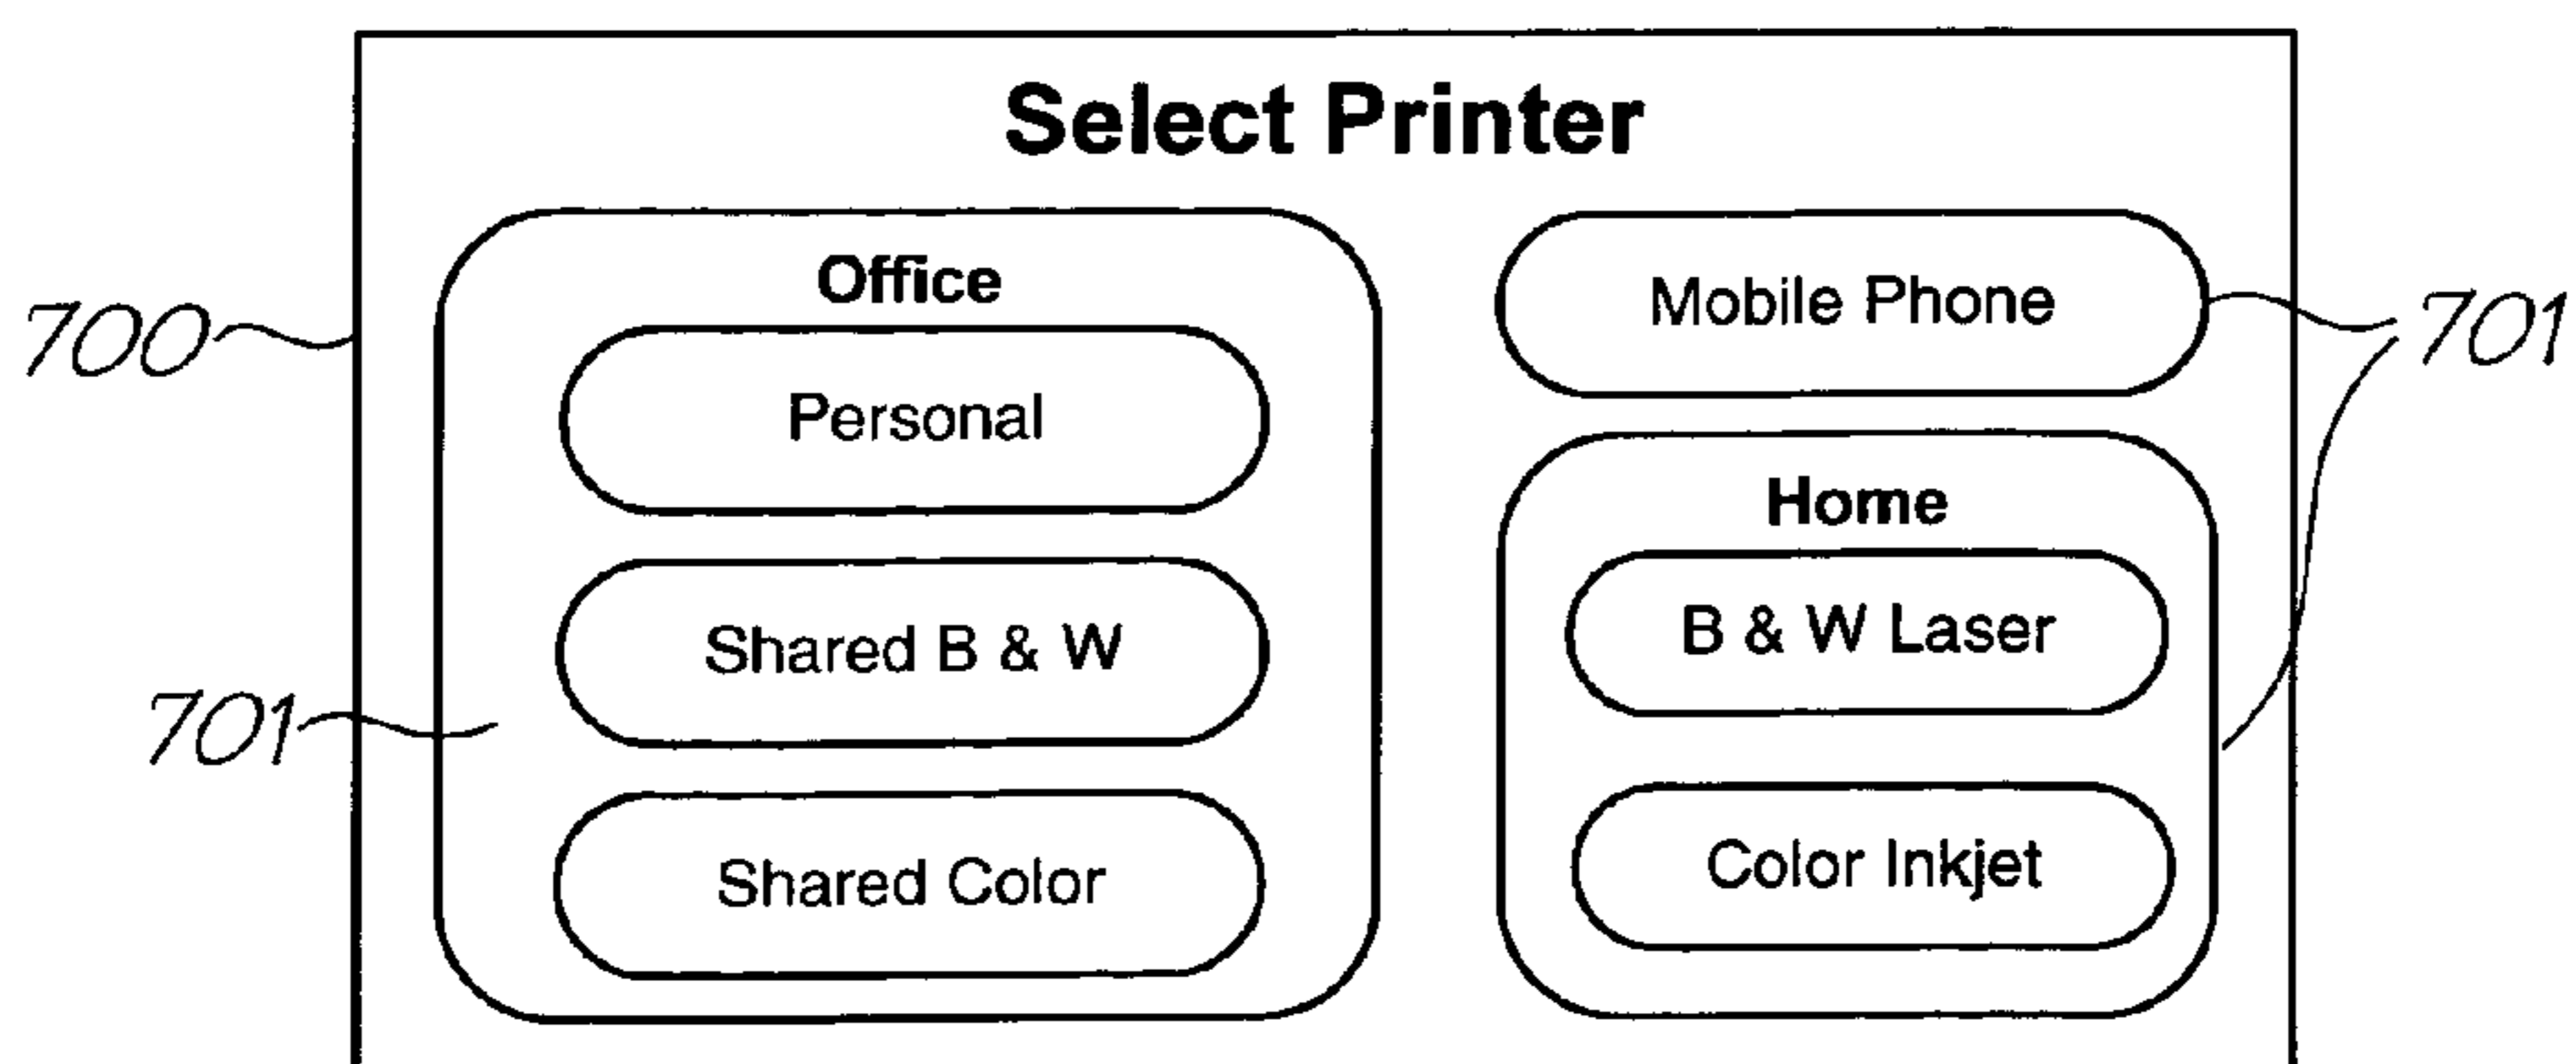 Select Printer
Office
Personal
Shared B & W
Shared Color
Mobile Phone
Home
B & W Laser
Color Inkjet
700
701
701